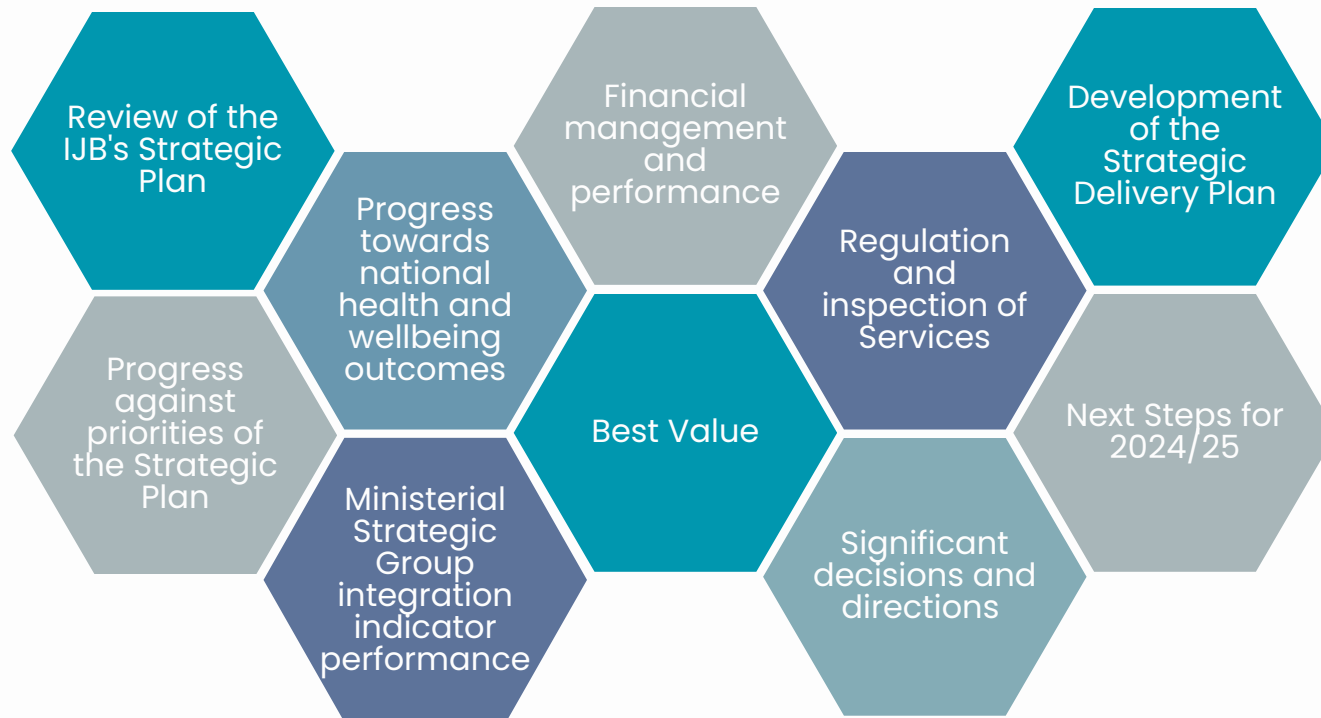 Review of the
IJB's Strategic
Plan
Progress
against
priorities of
the Strategic
Plan
Progress
towards
national
health and
wellbeing
outcomes
Ministerial
Strategic
Group
integration
indicator
performance
Financial
management
and
performance
Best Value
Regulation
and
inspection of
Services
Significant
decisions and
directions
Development
of the
Strategic
Delivery Plan
Next Steps for
2024/25